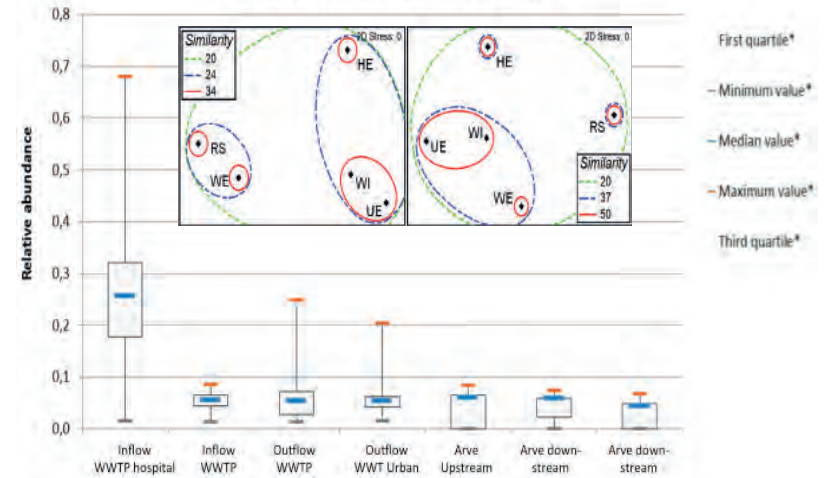 0,8
0,7
0,6
0,5
0,4
0,3
0,2
0,1
0,0
Relative abundance
Similarity
20
24
34
2D Stress: 0
HE
RS
WE
WI
UE
2D Stress: 0
HE
RS
UE
WI
WE
Similarity
20
37
50
First quartile*
Minimum value*
Median value*
Maximum value*
Third quartile*
Inflow
WWTP hospital
Inflow
WWTP
Outflow
WWTP
Outflow
WWT Urban
Arve
Upstream
Arve down-
stream
Arve down-
stream